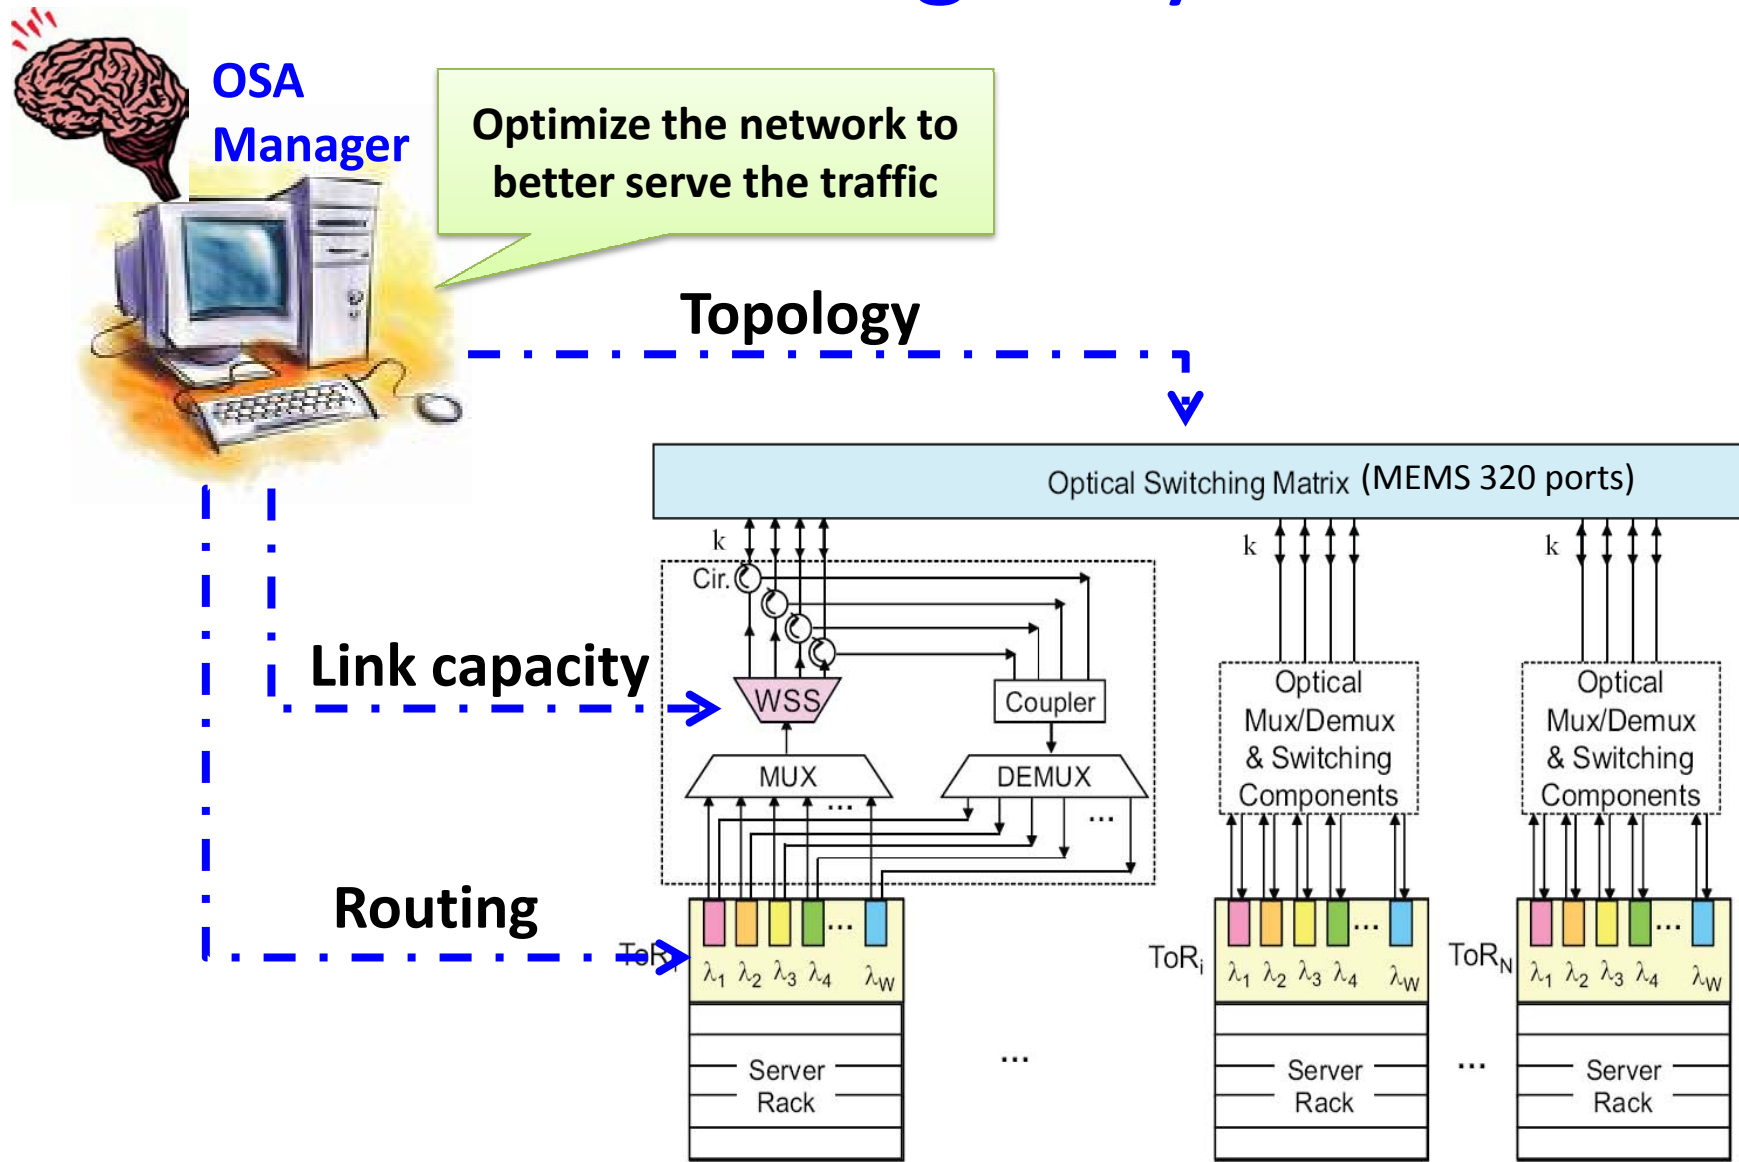 OSA
Manager
Optimize the network to
better serve the traffic
Topology
Optical Switching Matrix (MEMS 320 ports)
k
k
k
Cir.
Link capacity
WSS
Coupler
Optical
Mux/Demux
& Switching
Components
Optical
Mux/Demux
& Switching
Components
MUX
DEMUX
...
...
Routing
ToR
λ1 λ2 λ3 λ4 ... λW
ToRi
λ1 λ2 λ3 λ4 ... λW
ToRN
λ1 λ2 λ3 λ4 ... λW
Server
Rack
...
Server
Rack
...
Server
Rack